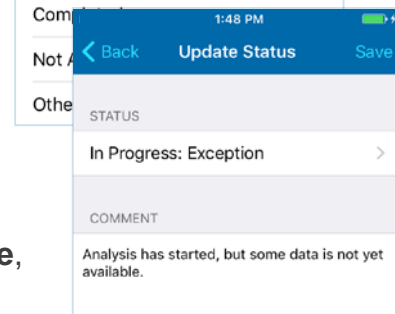 Com
1:48 PM
Not
Back Update Status Save
Othe
STATUS
In Progress: Exception
COMMENT
e,
Analysis has started, but some data is not yet
available.